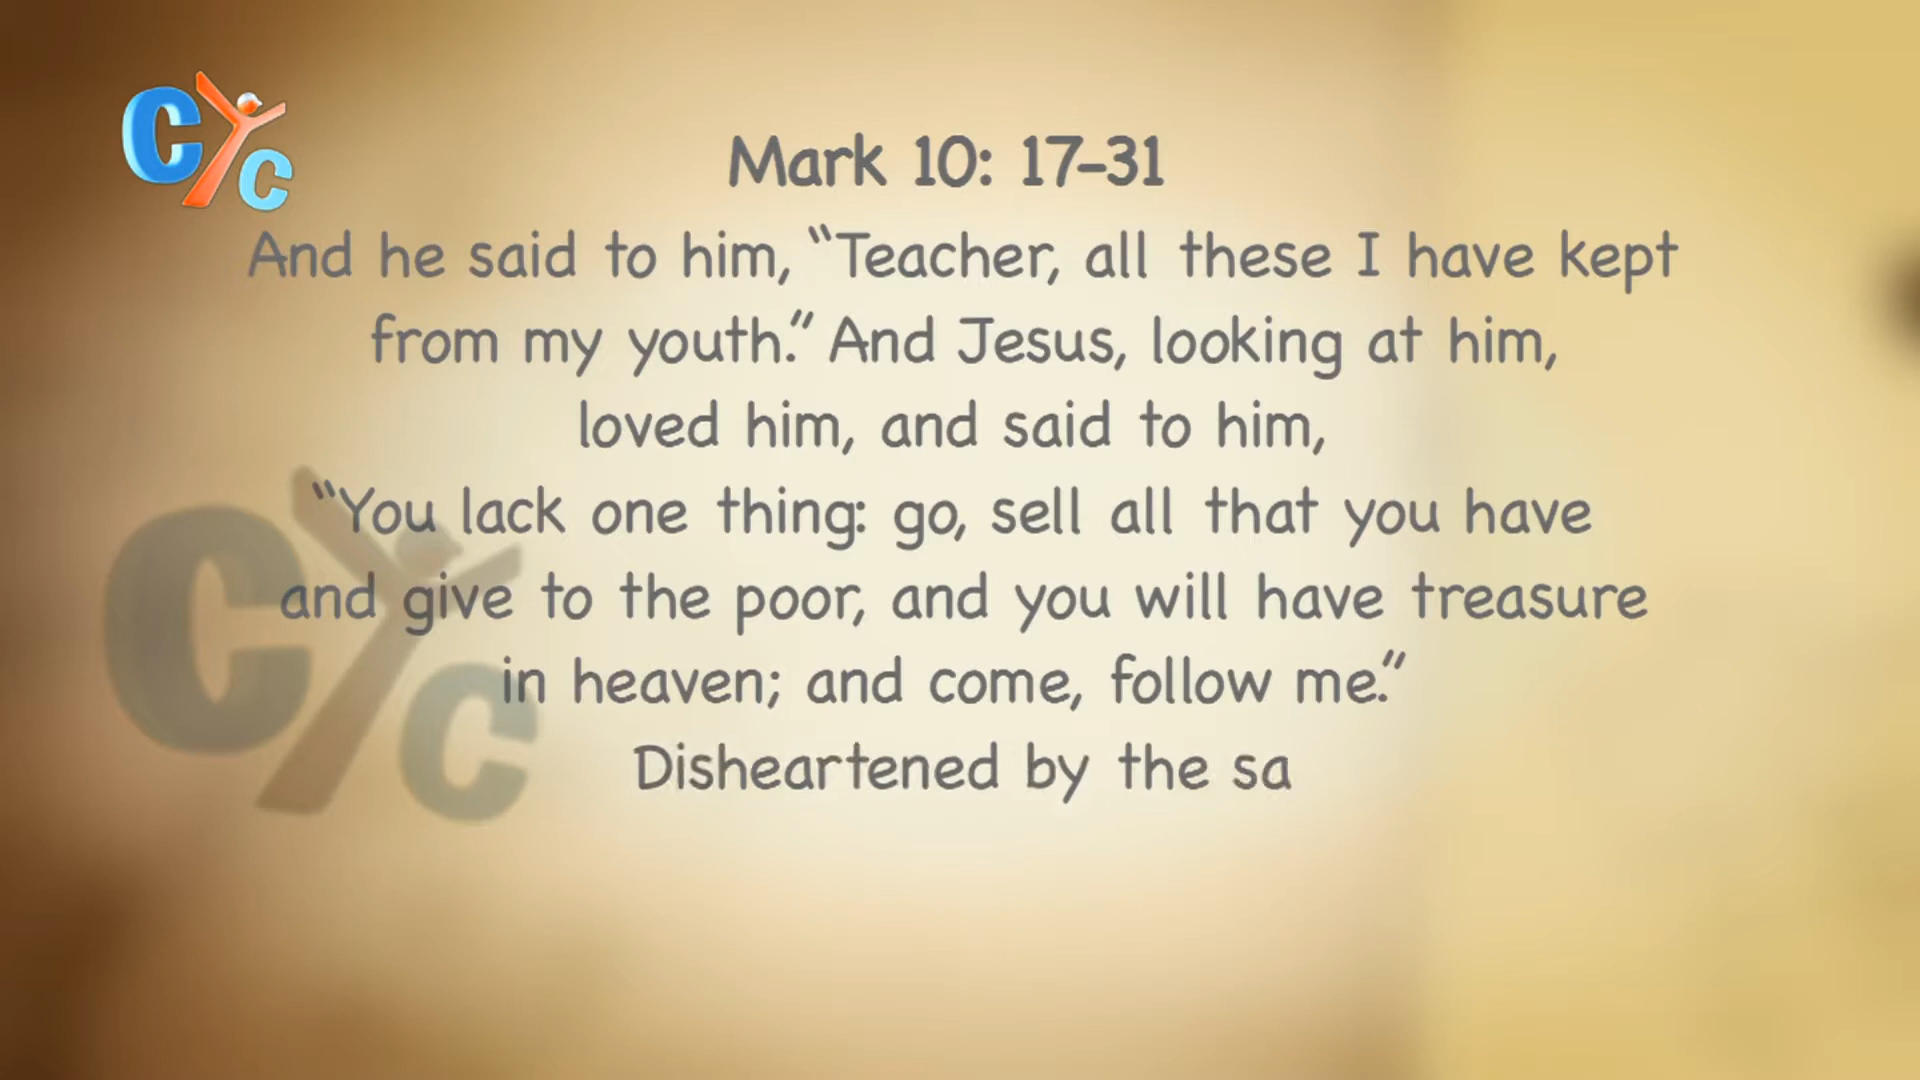 CYC
Mark 10: 17-31
And he said to him, “Teacher, all these I have kept
from my youth.” And Jesus, looking at him,
loved him, and said to him,
“You lack one thing: go, sell all that you have
and give to the poor, and you will have treasure
in heaven; and come, follow me.”
Disheartened by the sa
CYC